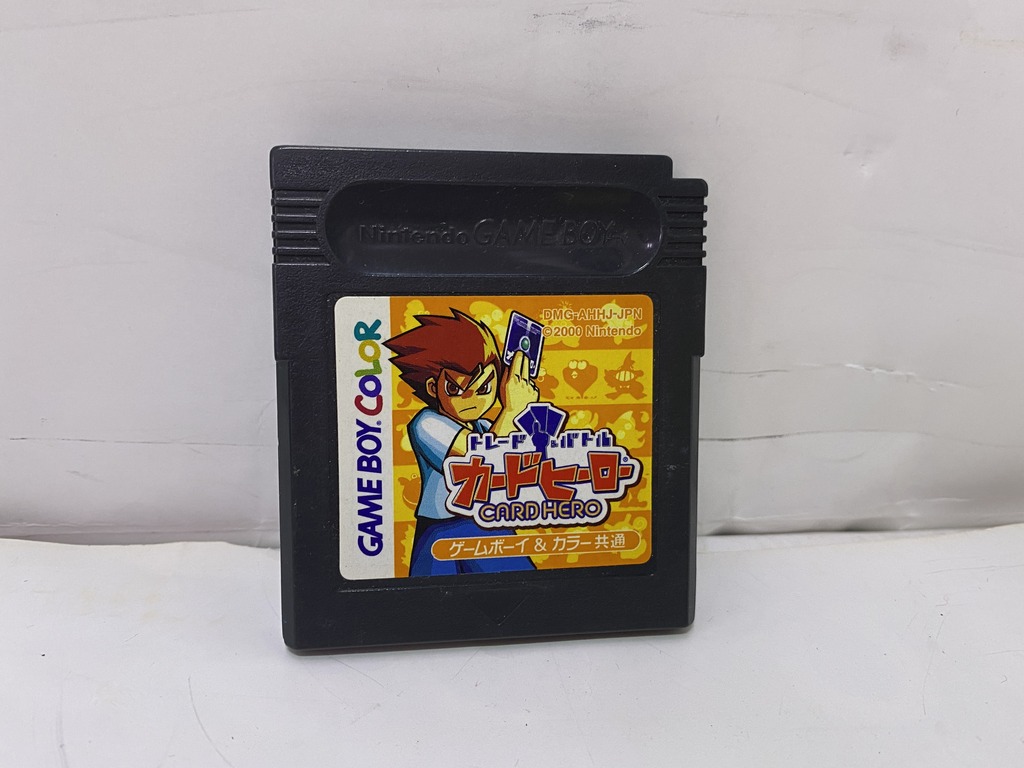 Nintendo GAME BOY
GAME BOY COLOR
DMG-AHHJ-JPN
©2000 Nintendo
トレード&バトル
カードヒーロー
CARD HERO
ゲームボーイ & カラー共通